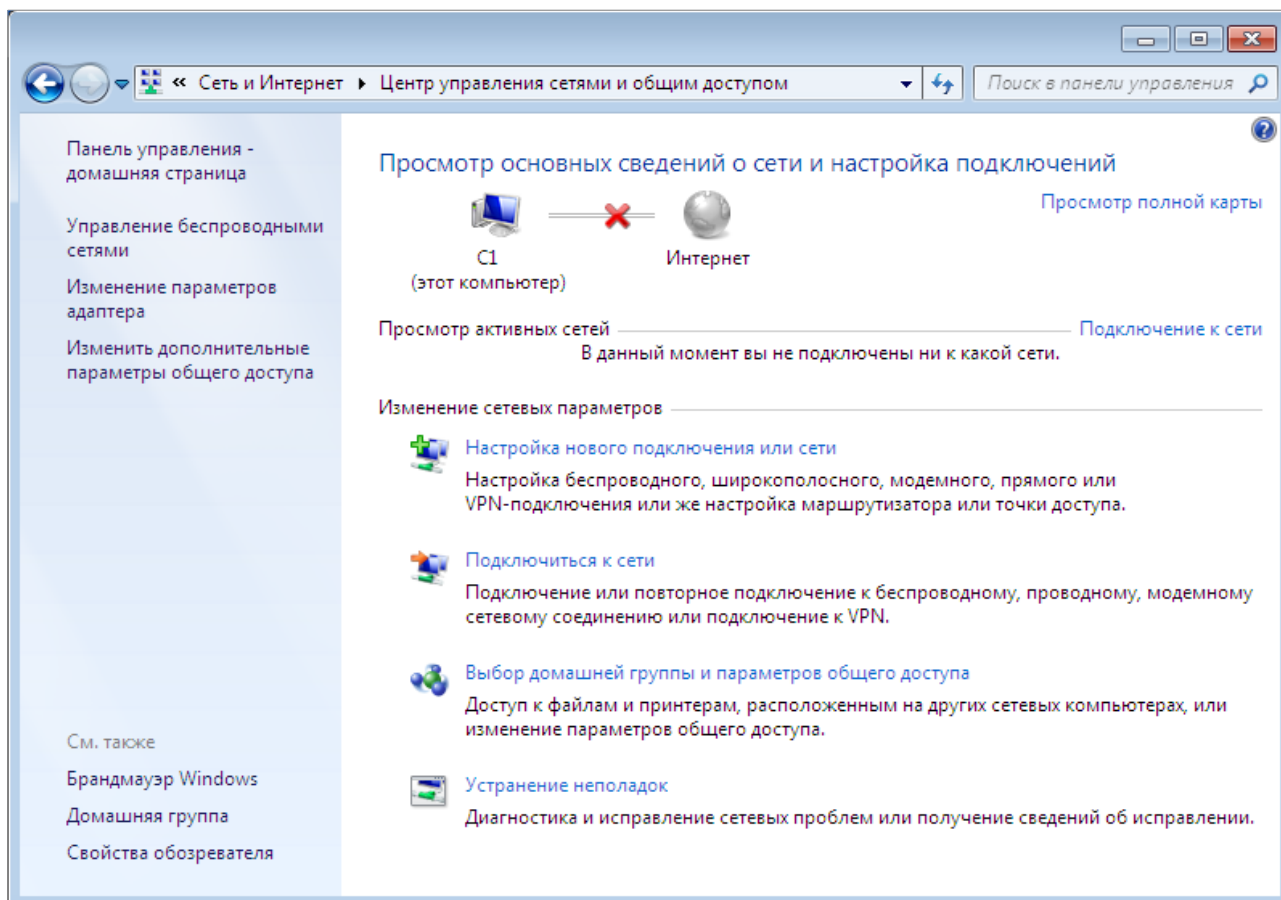 « Сеть и Интернет ▸ Центр управления сетями и общим доступом
Поиск в панели управления
Панель управления -
домашняя страница
Управление беспроводными
сетями
Изменение параметров
адаптера
Изменить дополнительные
параметры общего доступа
См. также
Брандмауэр Windows
Домашняя группа
Свойства обозревателя
Просмотр основных сведений о сети и настройка подключений
Просмотр полной карты
C1
(этот компьютер)
Интернет
Просмотр активных сетей
Подключение к сети
В данный момент вы не подключены ни к какой сети.
Изменение сетевых параметров
Настройка нового подключения или сети
Настройка беспроводного, широкополосного, модемного, прямого или
VPN-подключения или же настройка маршрутизатора или точки доступа.
Подключиться к сети
Подключение или повторное подключение к беспроводному, проводному, модемному
сетевому соединению или подключение к VPN.
Выбор домашней группы и параметров общего доступа
Доступ к файлам и принтерам, расположенным на других сетевых компьютерах, или
изменение параметров общего доступа.
Устранение неполадок
Диагностика и исправление сетевых проблем или получение сведений об исправлении.